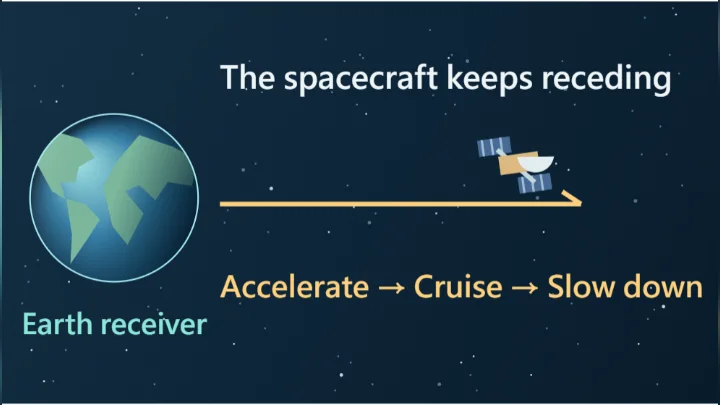 The spacecraft keeps receding
Accelerate → Cruise → Slow down
Earth receiver